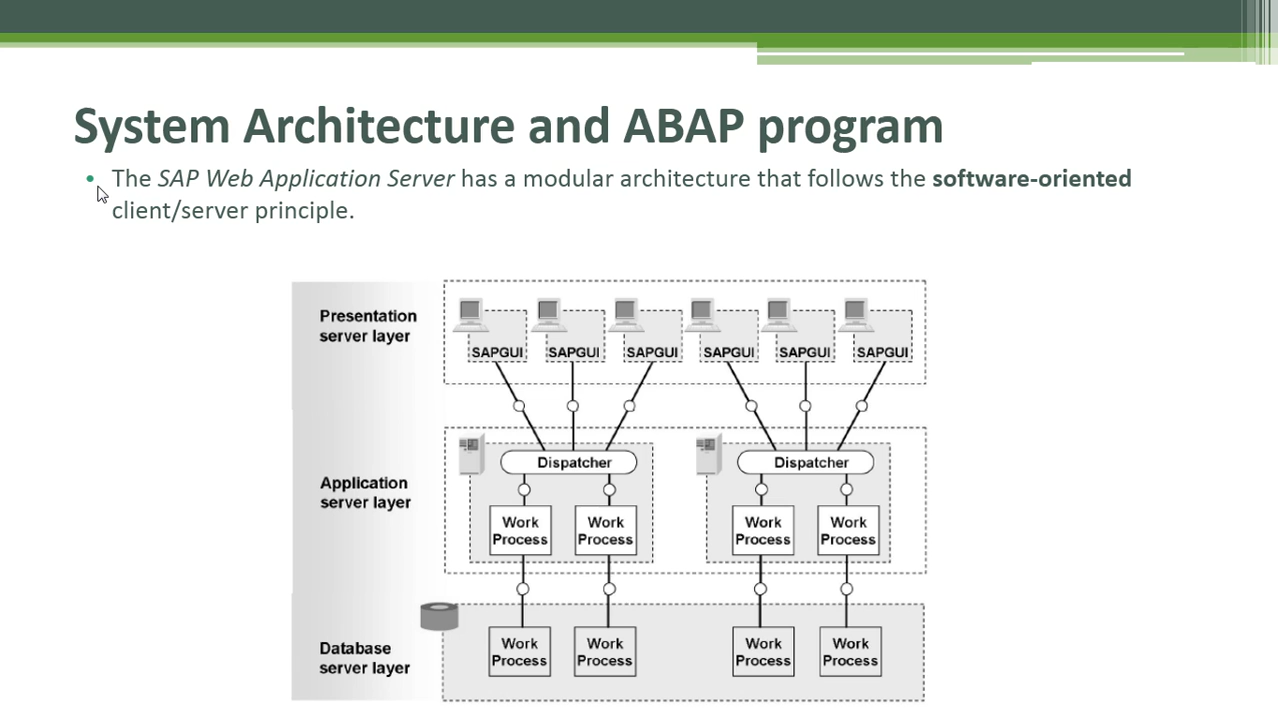 System Architecture and ABAP program
• The SAP Web Application Server has a modular architecture that follows the software-oriented
client/server principle.
Presentation
server layer
SAPGUI SAPGUI SAPGUI SAPGUI SAPGUI SAPGUI
Application
server layer
Dispatcher Dispatcher
Work Work Work Work
Process Process Process Process
Database
server layer
Work Work Work Work
Process Process Process Process